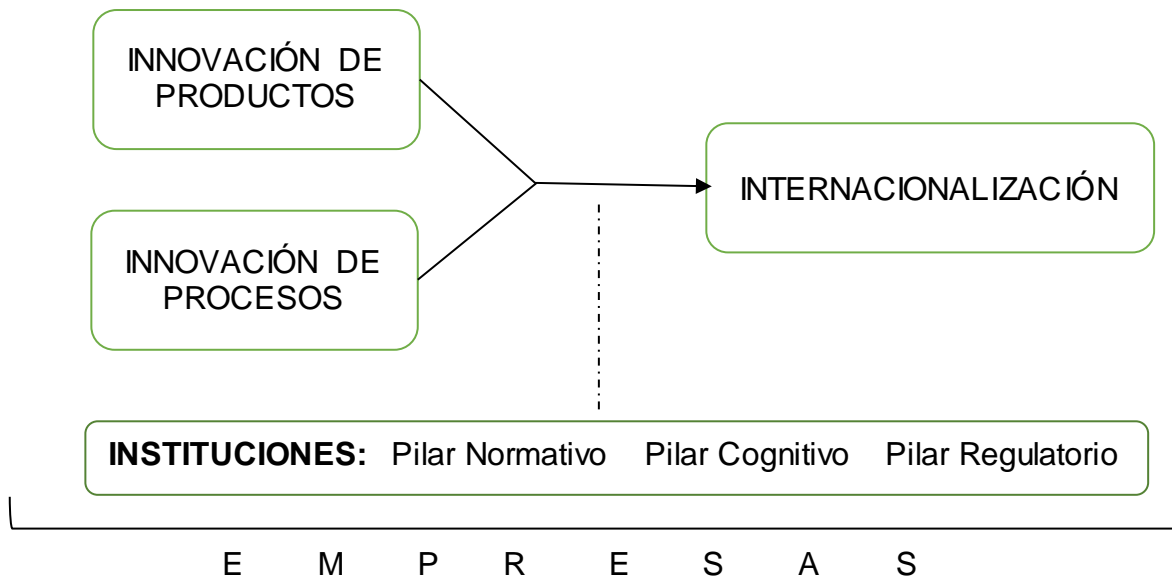 INNOVACIÓN DE
PRODUCTOS
INTERNACIONALIZACIÓN
INNOVACIÓN DE
PROCESOS
INSTITUCIONES: Pilar Normativo Pilar Cognitivo Pilar Regulatorio
E M P R E S A S